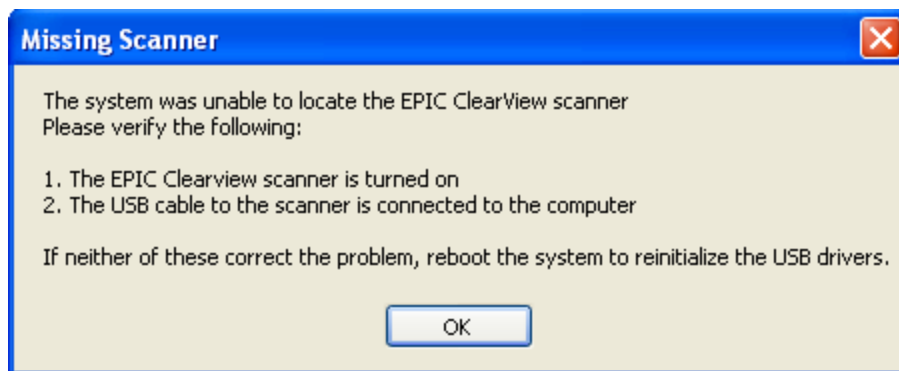 Missing Scanner
The system was unable to locate the EPIC ClearView scanner
Please verify the following:
1. The EPIC Clearview scanner is turned on
2. The USB cable to the scanner is connected to the computer
If neither of these correct the problem, reboot the system to reinitialize the USB drivers.
OK